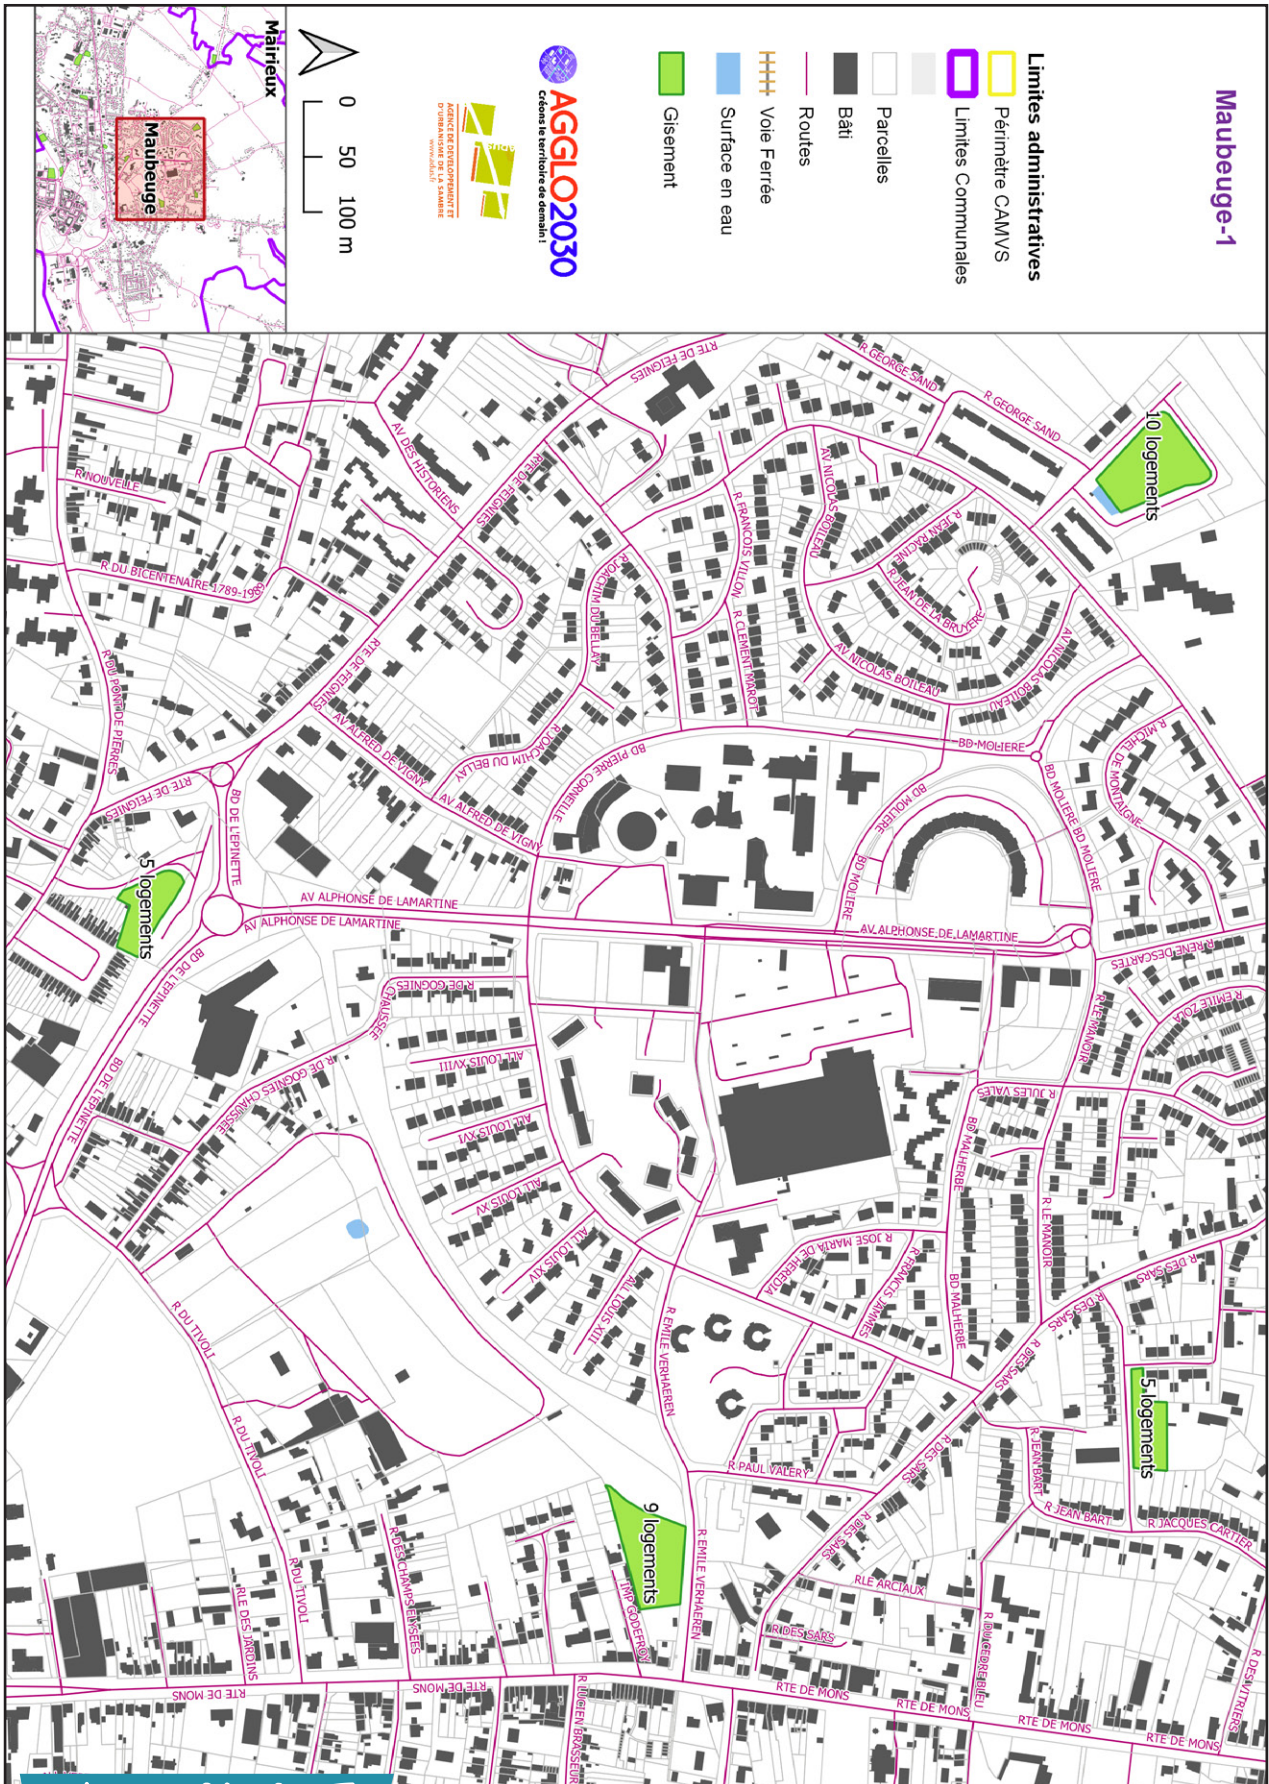 Maubeuge-1
Limites administratives
Périmètre CAMVS
Limites Communales
Parcelles
Bâti
Routes
Voie Ferrée
Surface en eau
Gisement
AGGLO2030
Créons le territoire de demain !
AGENCE DE DEVELOPPEMENT ET
D'URBANISME DE LA SAMBRE
www.adus.fr
0 50 100 m
Mairieux
Maubeuge
10 logements
5 logements
9 logements
5 logements
R GEORGE SAND
R GEORGE SAND
RTE DE FEIGNIES
AV NICOLAS BOILEAU
R JEAN RACINE
R JEAN DE LA BRUYERE
AV NICOLAS BOILEAU
AV NICOLAS BOILEAU
R FRANCOIS VILLON
R CLEMENT MAROT
AV DES HISTORIENS
RTE DE FEIGNIES
R JOACHIM DU BELLAY
R JOACHIM DU BELLAY
R NOUVELLE
R DU BICENTENAIRE 1789-1989
R DU PONT DE PIERRES
RTE DE FEIGNIES
AV ALFRED DE VIGNY
AV ALFRED DE VIGNY
BD PIERRE CORNEILLE
BD MOLIERE
BD MOLIERE
BD MOLIERE
BD MOLIERE BD MOLIERE
R MICHEL DE MONTAIGNE
RTE DE FEIGNIES
BD DE L'EPINETTE
AV ALPHONSE DE LAMARTINE
AV ALPHONSE DE LAMARTINE
AV ALPHONSE DE LAMARTINE
R RENE DESCARTES
R EMILE ZOLA
R LE MANOIR
R JULES VALES
BD DE L'EPINETTE
BD DE L'EPINETTE
R DE GOGNIES
CHAUSSEE
R DE GOGNIES CHAUSSEE
ALL LOUIS XVIII
ALL LOUIS XVI
ALL LOUIS XV
ALL LOUIS XIV
ALL LOUIS XIII
BD MALHERBE
BD MALHERBE
R LE MANOIR
R JOSE MARIA DE HEREDIA
R FRANCIS JAMMES
R DES SARS
R DES SARS
R DES SARS
R DES SARS
R DES SARS
R DES SARS
R EMILE VERHAEREN
R EMILE VERHAEREN
R PAUL VALERY
R JEAN BART
R JEAN BART
R JACQUES CARTIER
RLE ARCIAUX
R DU CEDRE BLEU
R DES VITRIERS
R DU TIVOLI
R DU TIVOLI
R DU TIVOLI
R DES CHAMPS ELYSEES
RLE DES JARDINS
IMP GODEFROY
RTE DE MONS
RTE DE MONS
RTE DE MONS
RTE DE MONS
RTE DE MONS
RTE DE MONS
R LUCIEN BRASSEUR